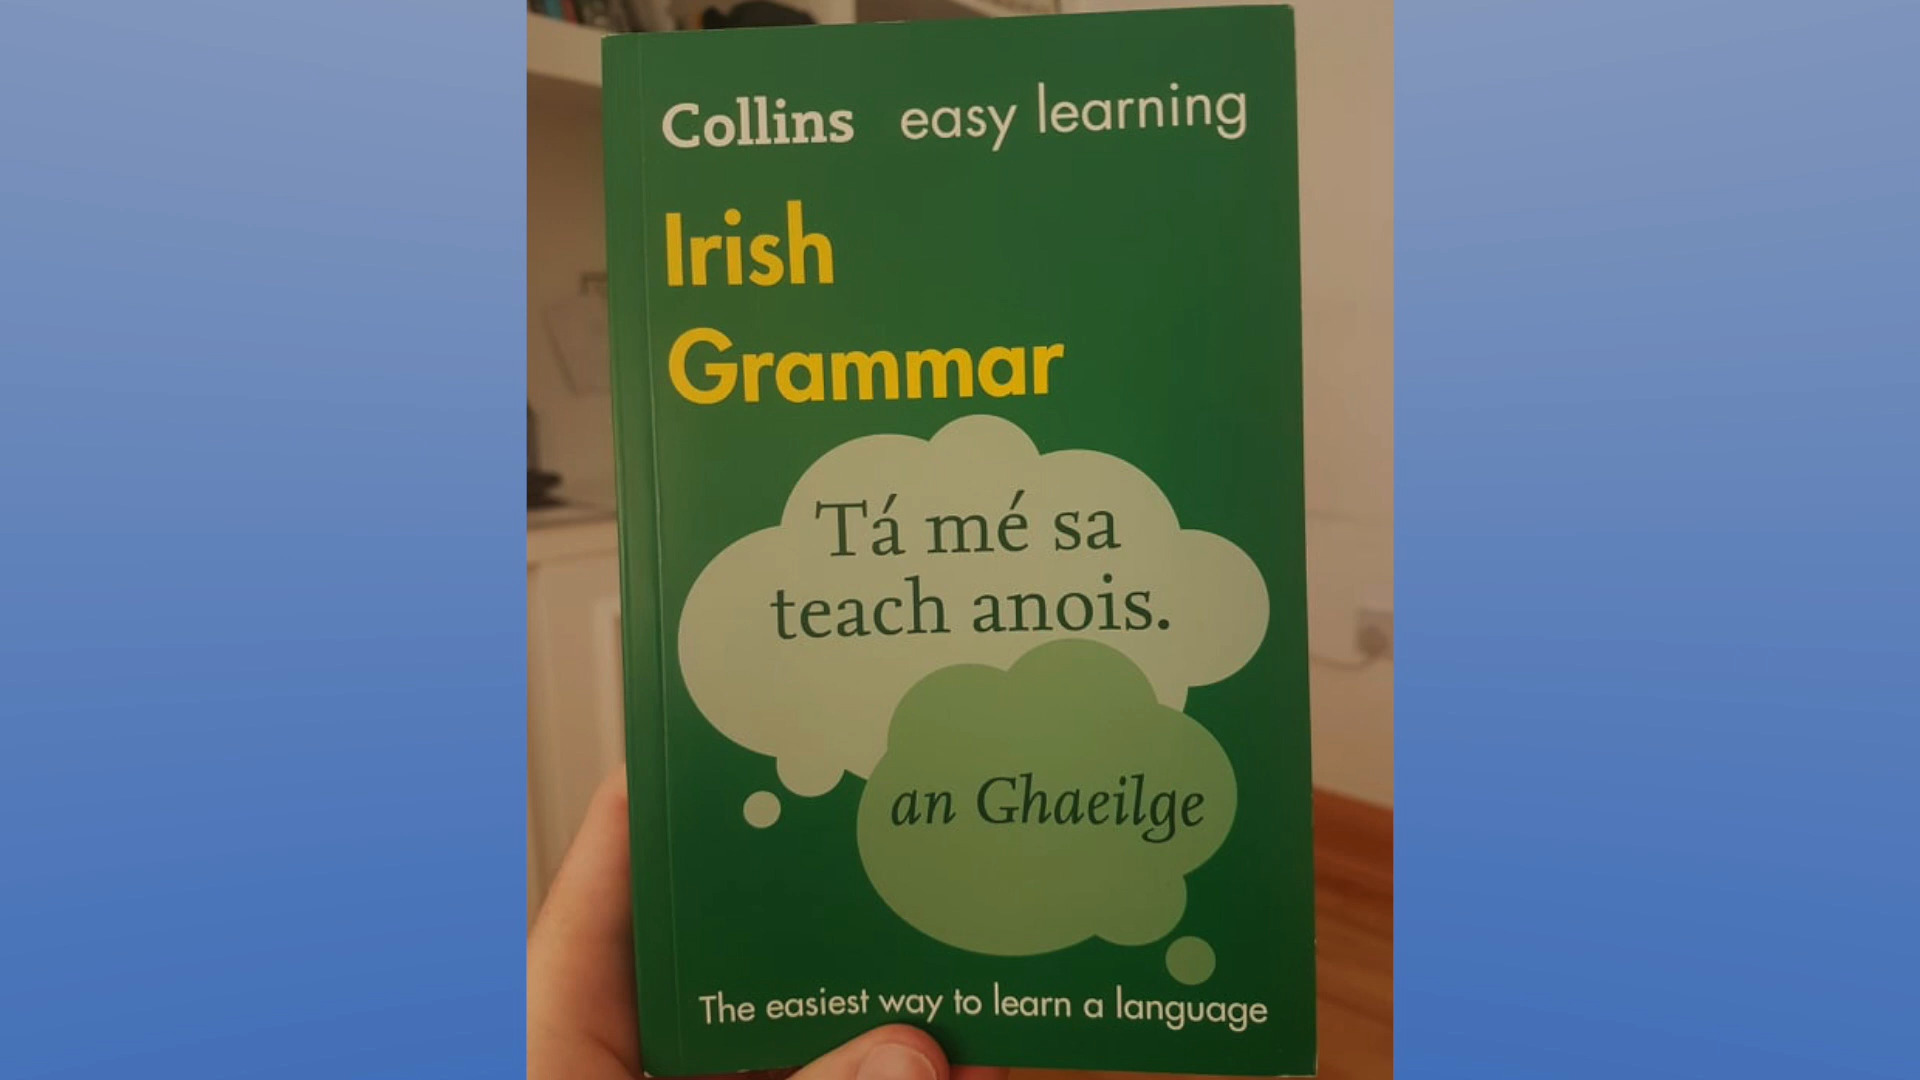 Collins easy learning
Irish
Grammar
Tá mé sa
teach anois.
an Ghaeilge
The easiest way to learn a language